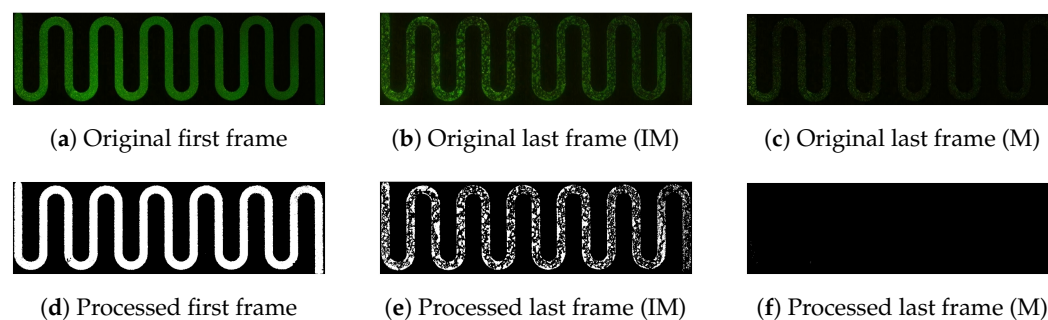 (a) Original first frame
(b) Original last frame (IM)
(c) Original last frame (M)
(d) Processed first frame
(e) Processed last frame (IM)
(f) Processed last frame (M)